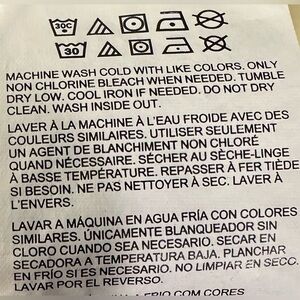 30C
30
MACHINE WASH COLD WITH LIKE COLORS. ONLY
NON CHLORINE BLEACH WHEN NEEDED. TUMBLE
DRY LOW. COOL IRON IF NEEDED. DO NOT DRY
CLEAN. WASH INSIDE OUT.
LAVER À LA MACHINE À L'EAU FROIDE AVEC DES
COULEURS SIMILAIRES. UTILISER SEULEMENT
UN AGENT DE BLANCHIMENT NON CHLORÉ
QUAND NÉCESSAIRE. SÉCHER AU SÈCHE-LINGE
À BASSE TEMPÉRATURE. REPASSER À FER TIÈDE
SI BESOIN. NE PAS NETTOYER À SEC. LAVER À
L'ENVERS.
LAVAR A MÁQUINA EN AGUA FRÍA CON COLORES
SIMILARES. ÚNICAMENTE BLANQUEADOR SIN
CLORO CUANDO SEA NECESARIO. SECAR EN
SECADORA A TEMPERATURA BAJA. PLANCHAR
EN FRÍO SI ES NECESARIO. NO LIMPIAR EN SECO.
LAVAR POR EL REVERSO.
A FRIO COM CORES